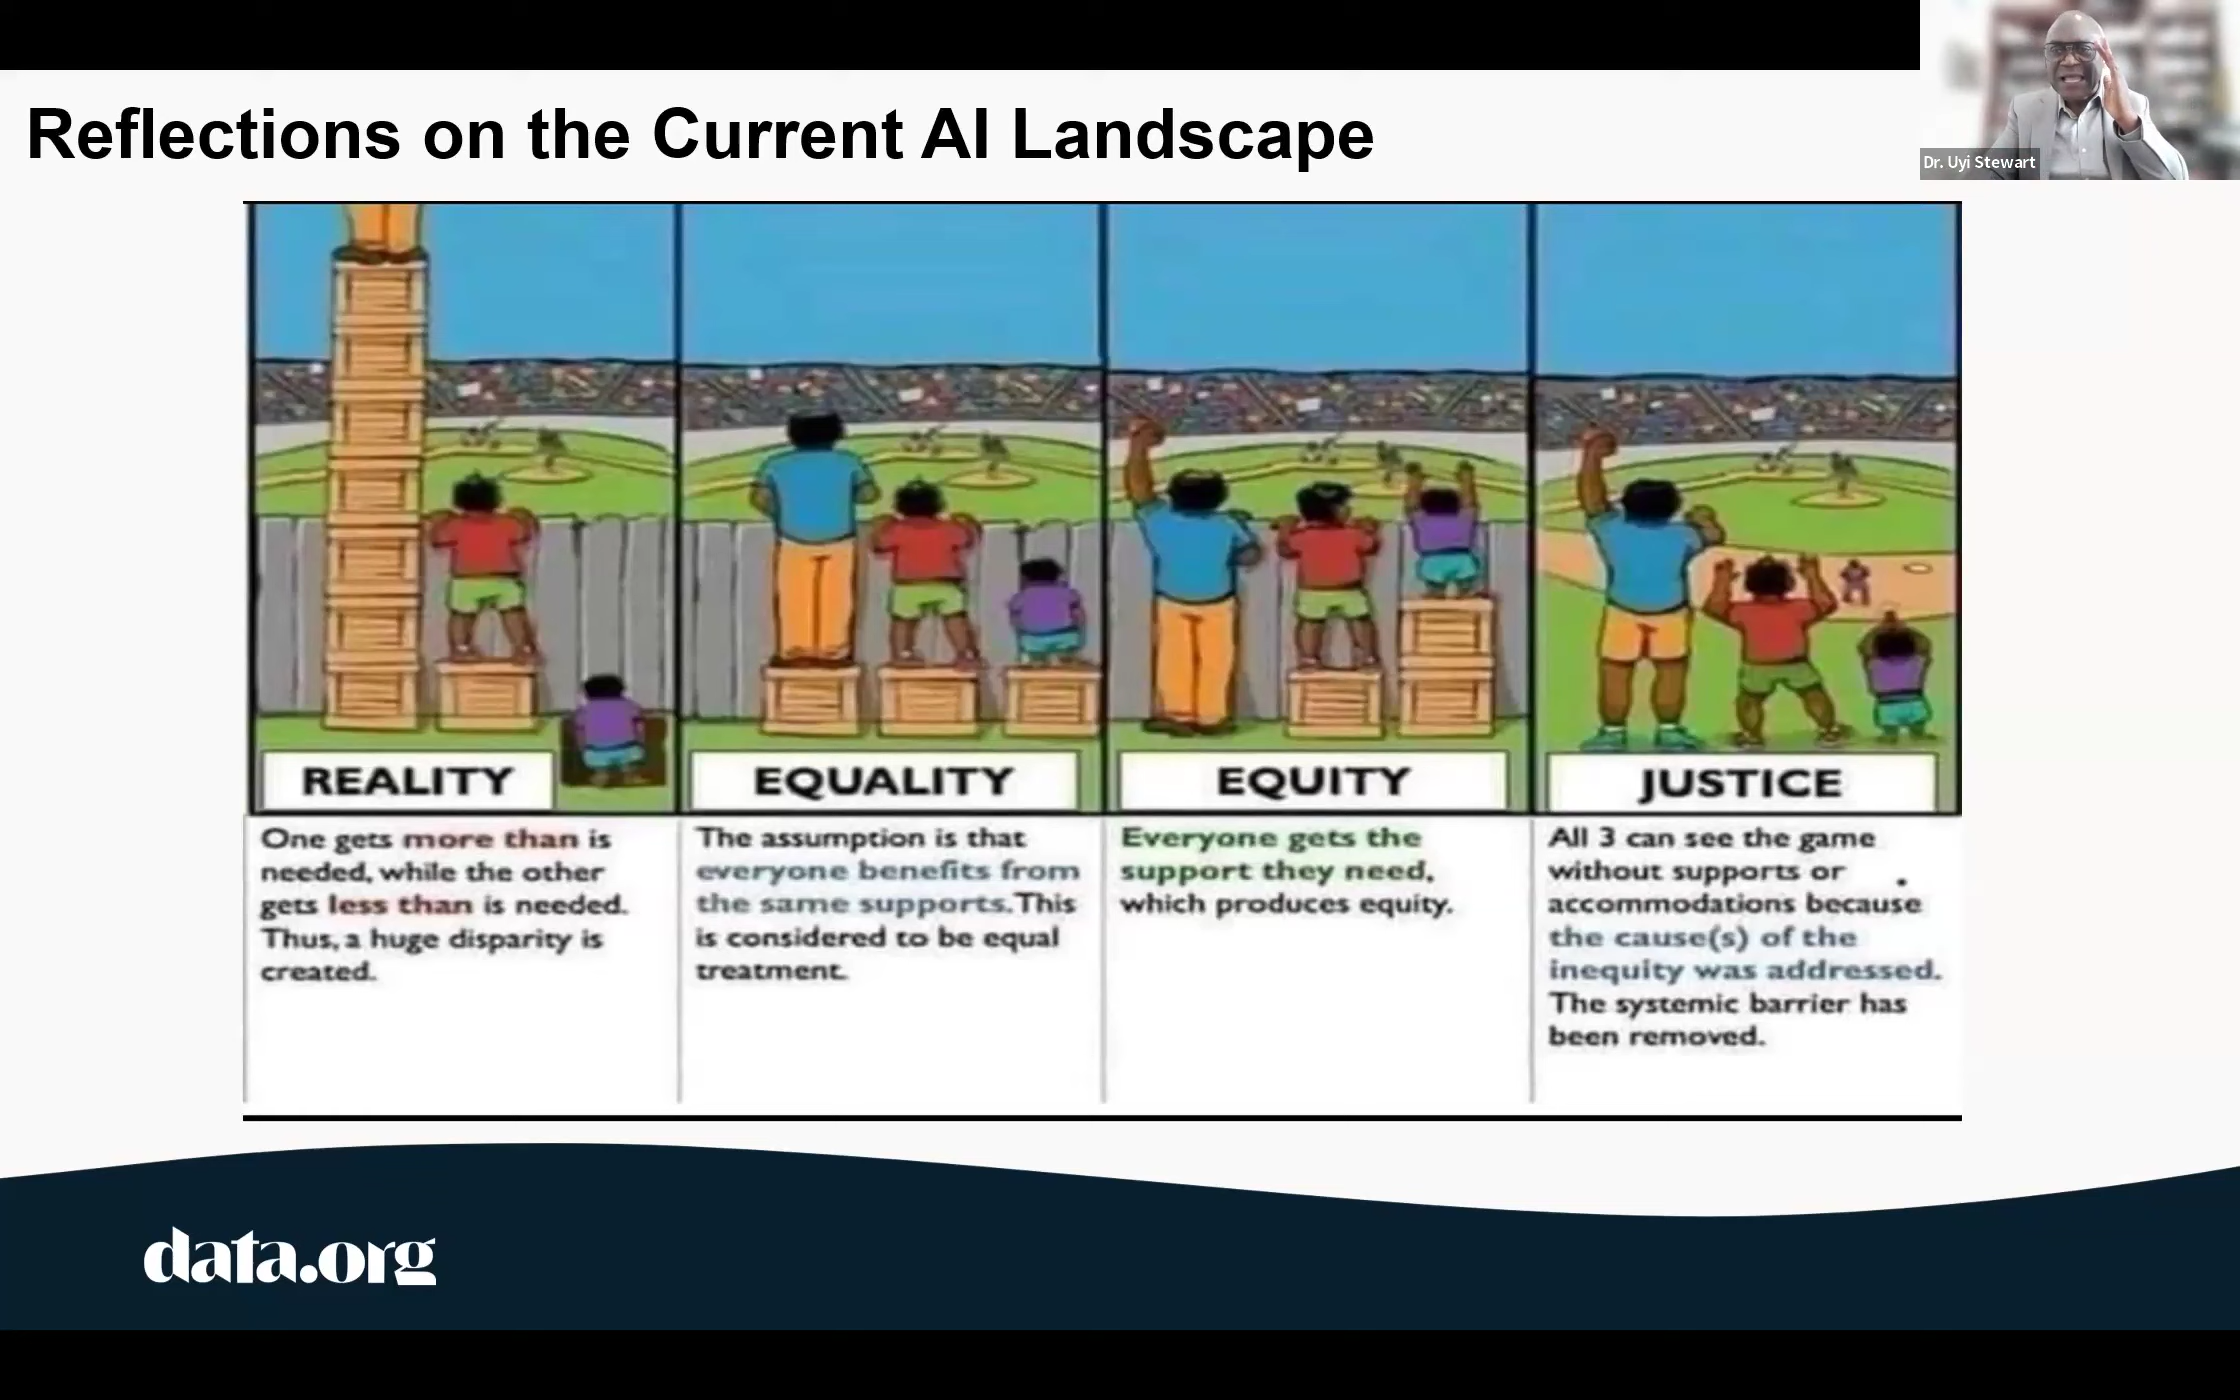 Reflections on the Current AI Landscape
Dr. Uyi Stewart
REALITY
One gets more than is
needed, while the other
gets less than is needed.
Thus, a huge disparity is
created.
EQUALITY
The assumption is that
everyone benefits from
the same supports. This
is considered to be equal
treatment.
EQUITY
Everyone gets the
support they need,
which produces equity.
JUSTICE
All 3 can see the game
without supports or
accommodations because
the cause(s) of the
inequity was addressed.
The systemic barrier has
been removed.
data.org